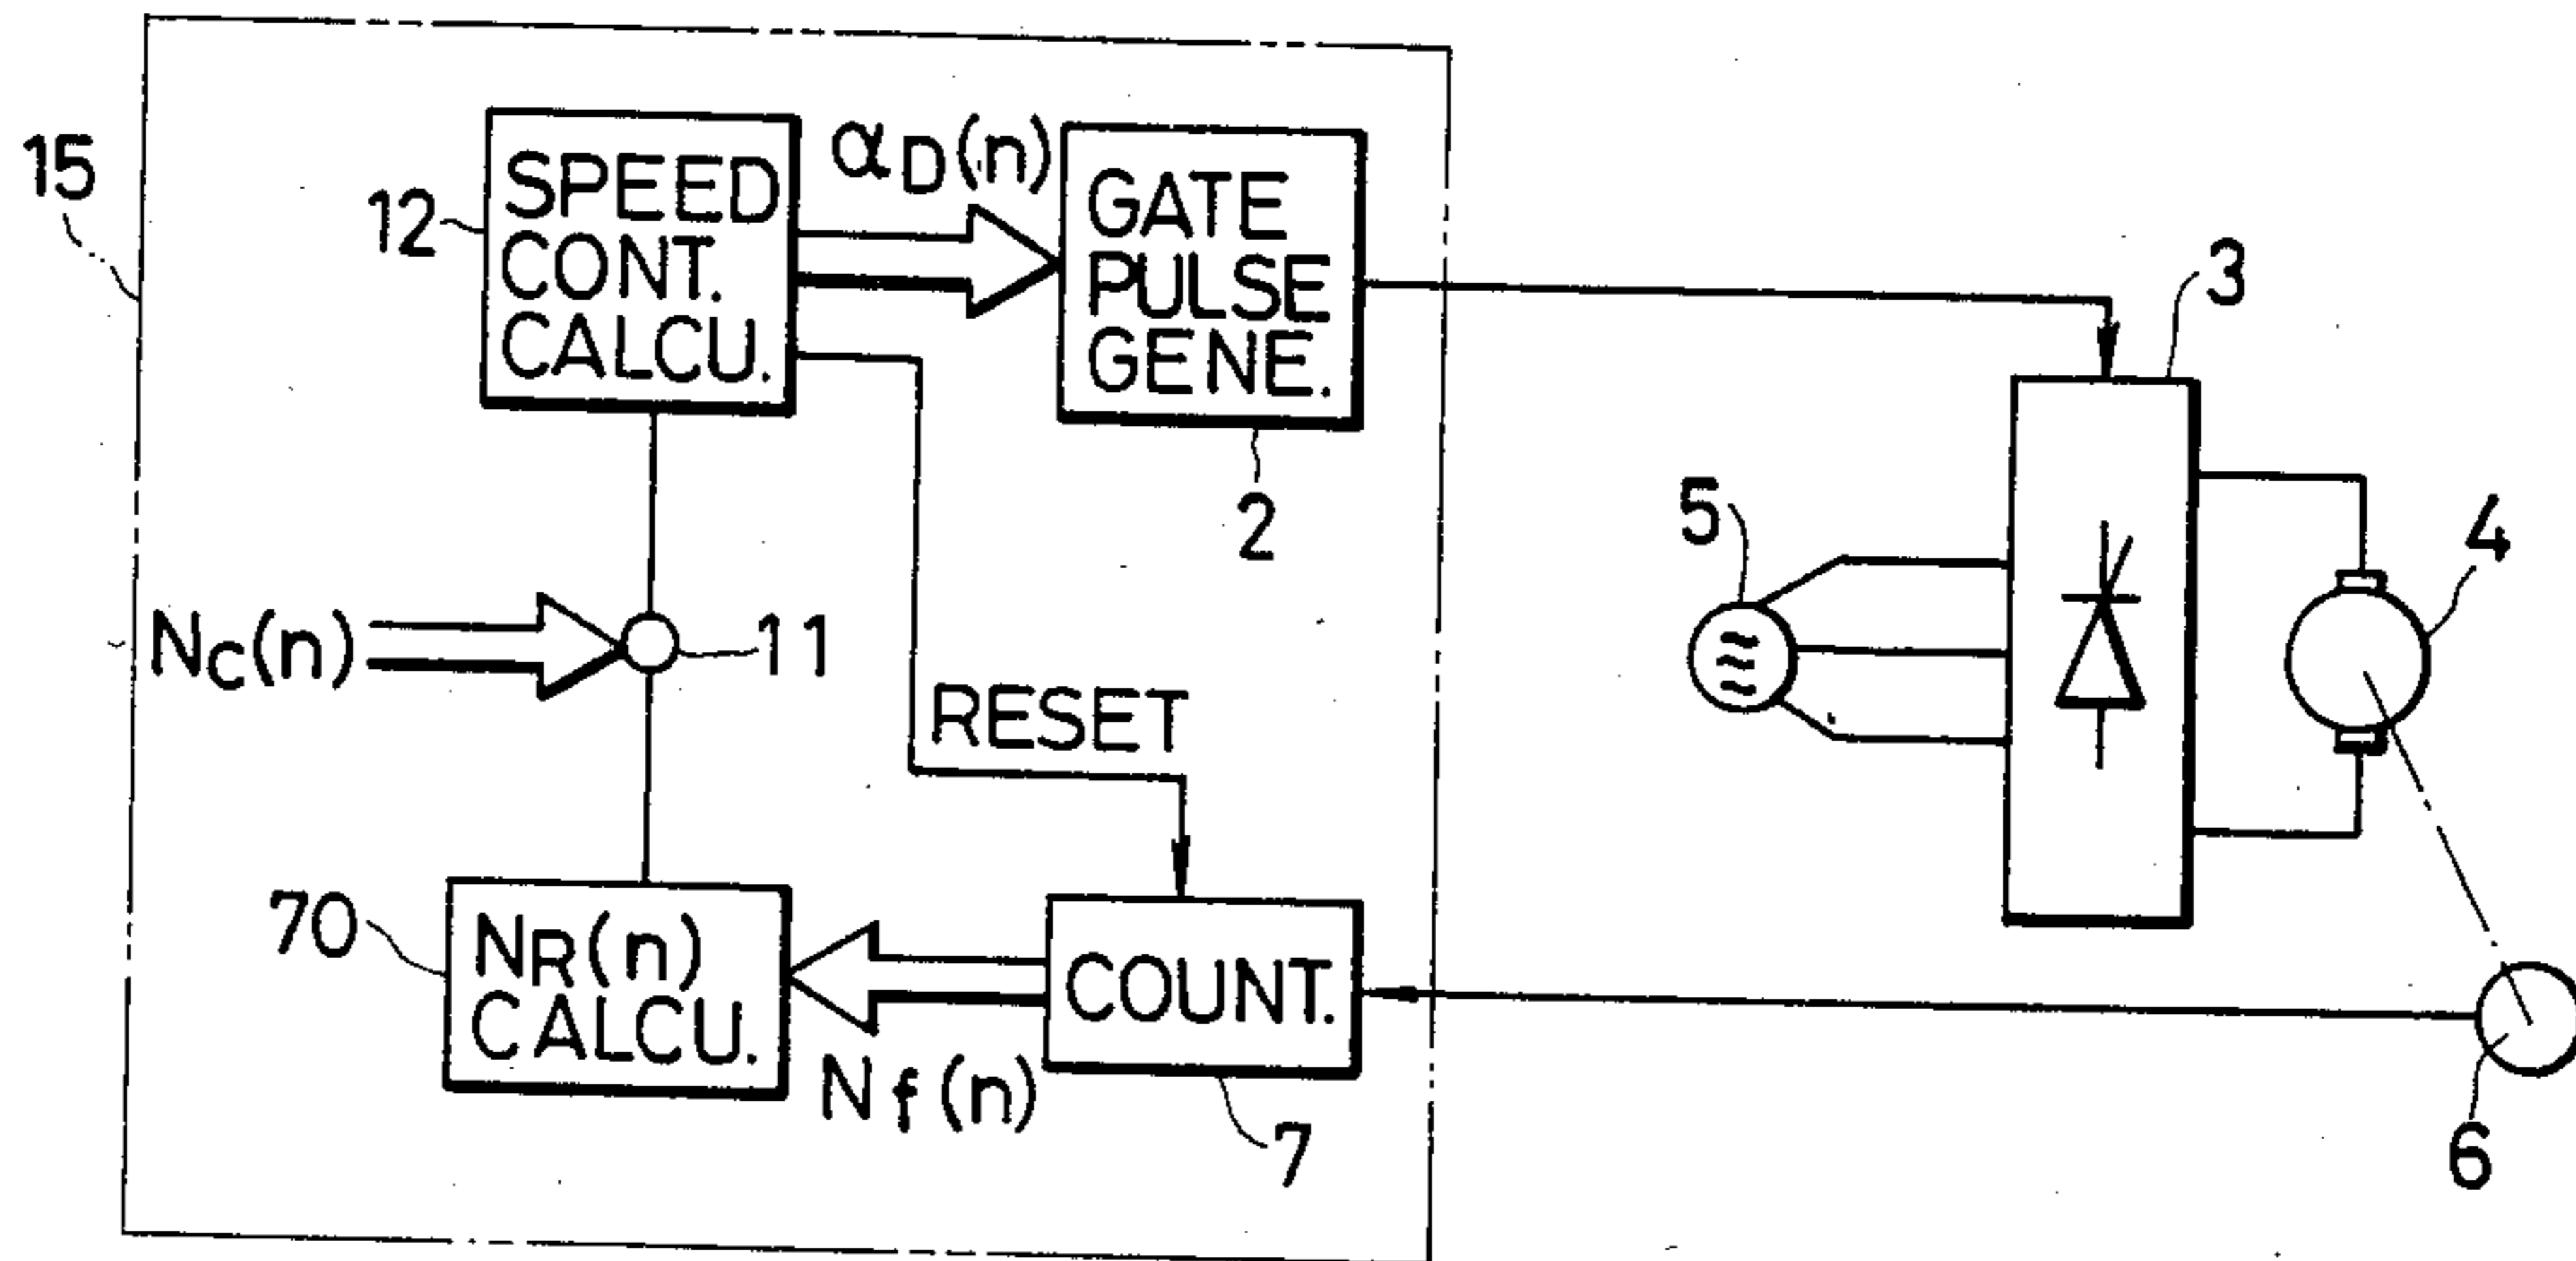 15
12
SPEED
CONT.
CALCU.
αD(n)
GATE
PULSE
GENE.
2
3
5
4
NC(n)
11
RESET
70
NR(n)
CALCU.
Nf(n)
COUNT.
7
6